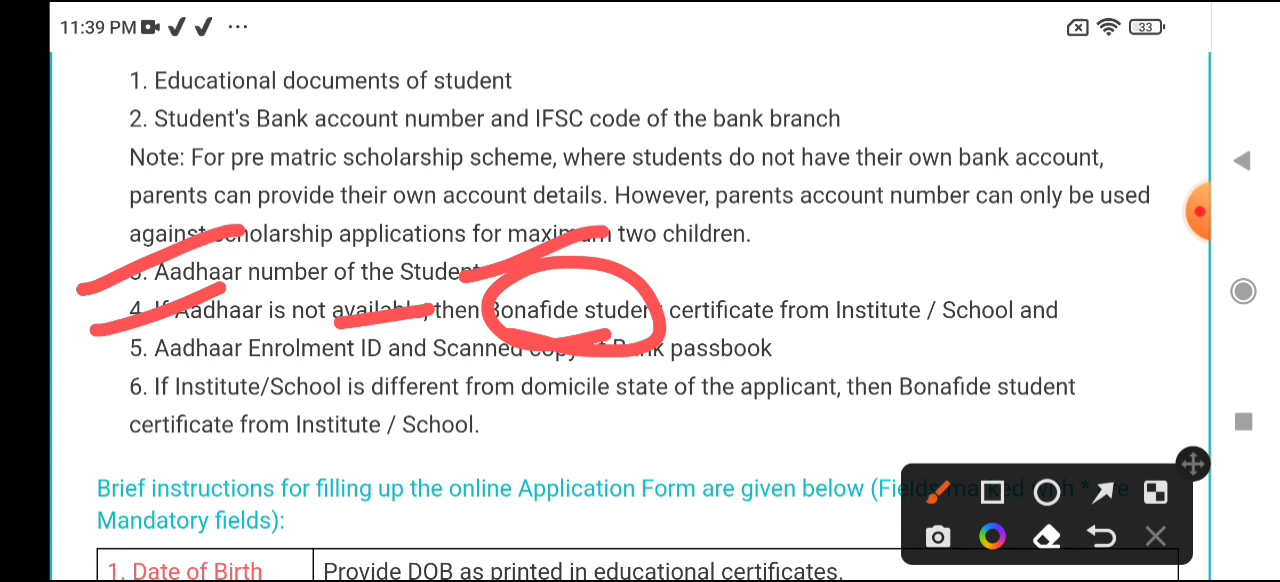 11:39 PM
33
1. Educational documents of student
2. Student's Bank account number and IFSC code of the bank branch
Note: For pre matric scholarship scheme, where students do not have their own bank account,
parents can provide their own account details. However, parents account number can only be used
against scholarship applications for maximum two children.
3. Aadhaar number of the Student
4. If Aadhaar is not available, then Bonafide student certificate from Institute / School and
5. Aadhaar Enrolment ID and Scanned copy of Bank passbook
6. If Institute/School is different from domicile state of the applicant, then Bonafide student
certificate from Institute / School.
Brief instructions for filling up the online Application Form are given below (Fields marked with * are
Mandatory fields):
1. Date of Birth
Provide DOB as printed in educational certificates.